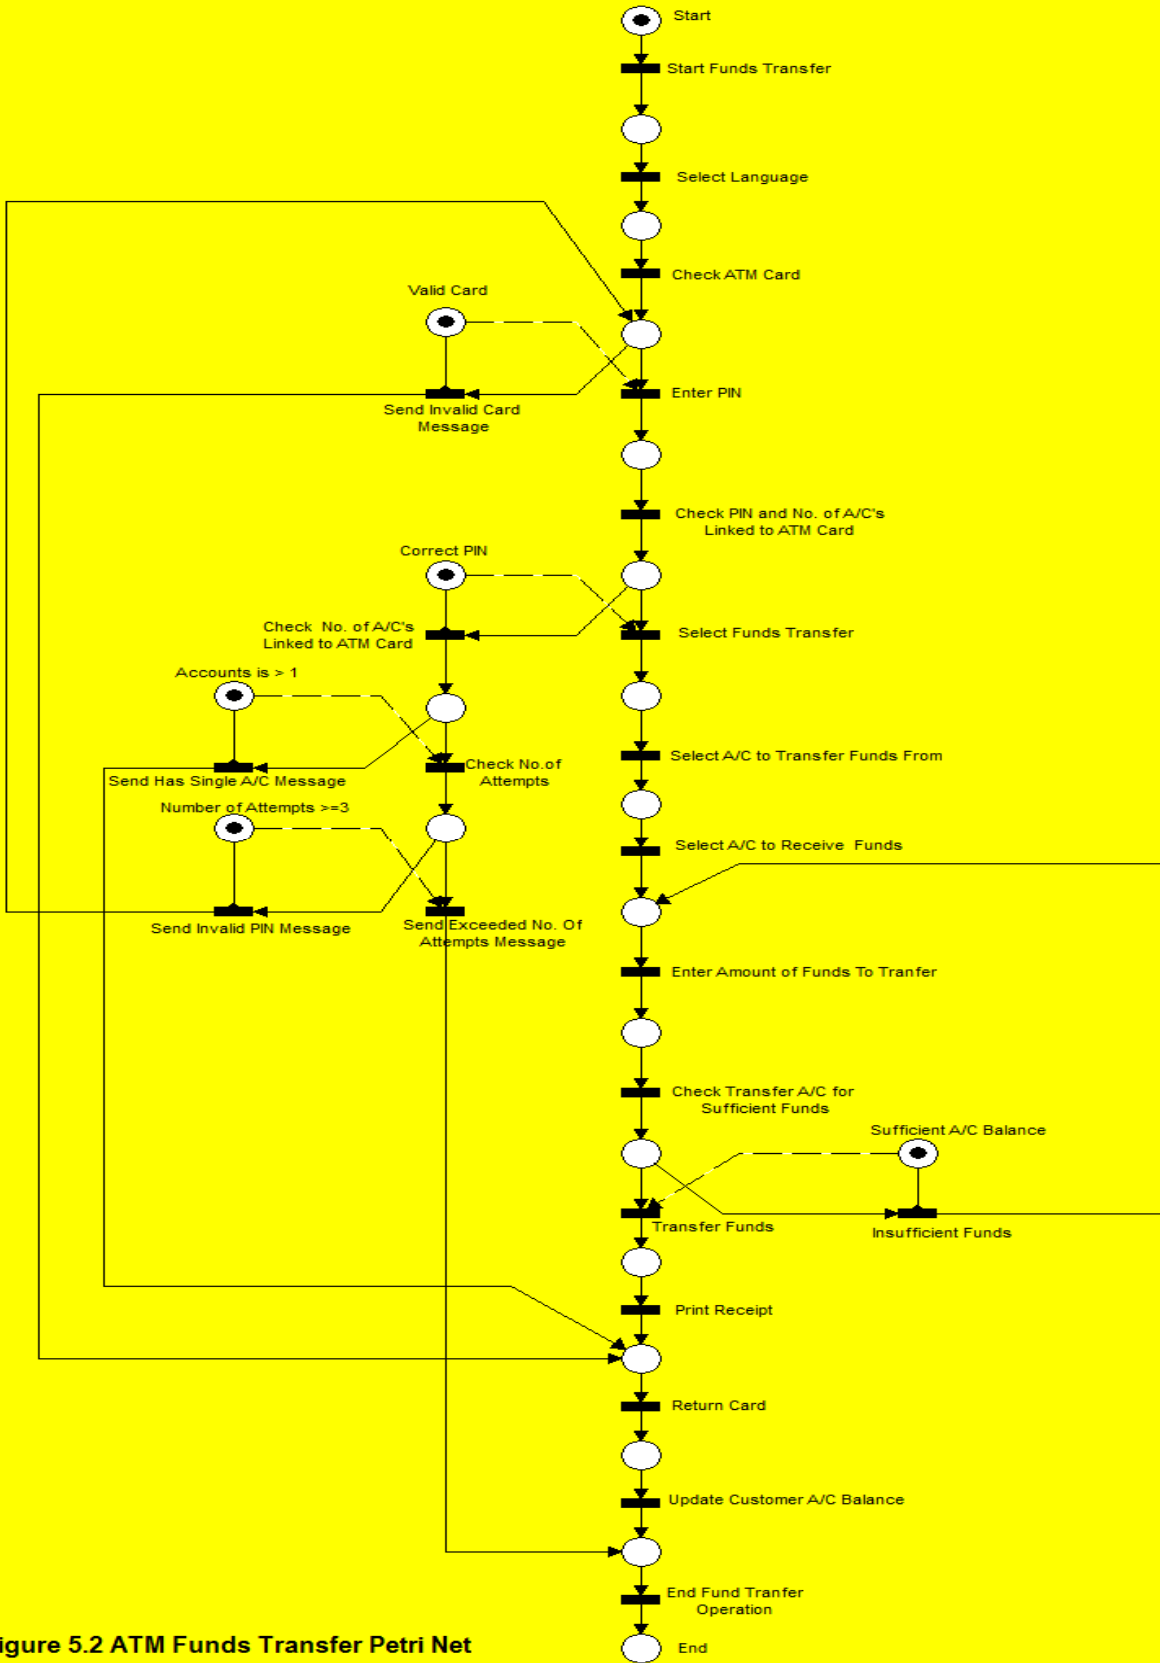 Start
Start Funds Transfer
Select Language
Check ATM Card
Valid Card
Enter PIN
Send Invalid Card
Message
Check PIN and No. of A/C's
Linked to ATM Card
Correct PIN
Check No. of A/C's
Linked to ATM Card
Select Funds Transfer
Accounts is > 1
Select A/C to Transfer Funds From
Check No.of
Attempts
Send Has Single A/C Message
Number of Attempts >=3
Select A/C to Receive Funds
Send Invalid PIN Message
Send Exceeded No. Of
Attempts Message
Enter Amount of Funds To Tranfer
Check Transfer A/C for
Sufficient Funds
Sufficient A/C Balance
Transfer Funds
Insufficient Funds
Print Receipt
Return Card
Update Customer A/C Balance
End Fund Tranfer
Operation
End
igure 5.2 ATM Funds Transfer Petri Net